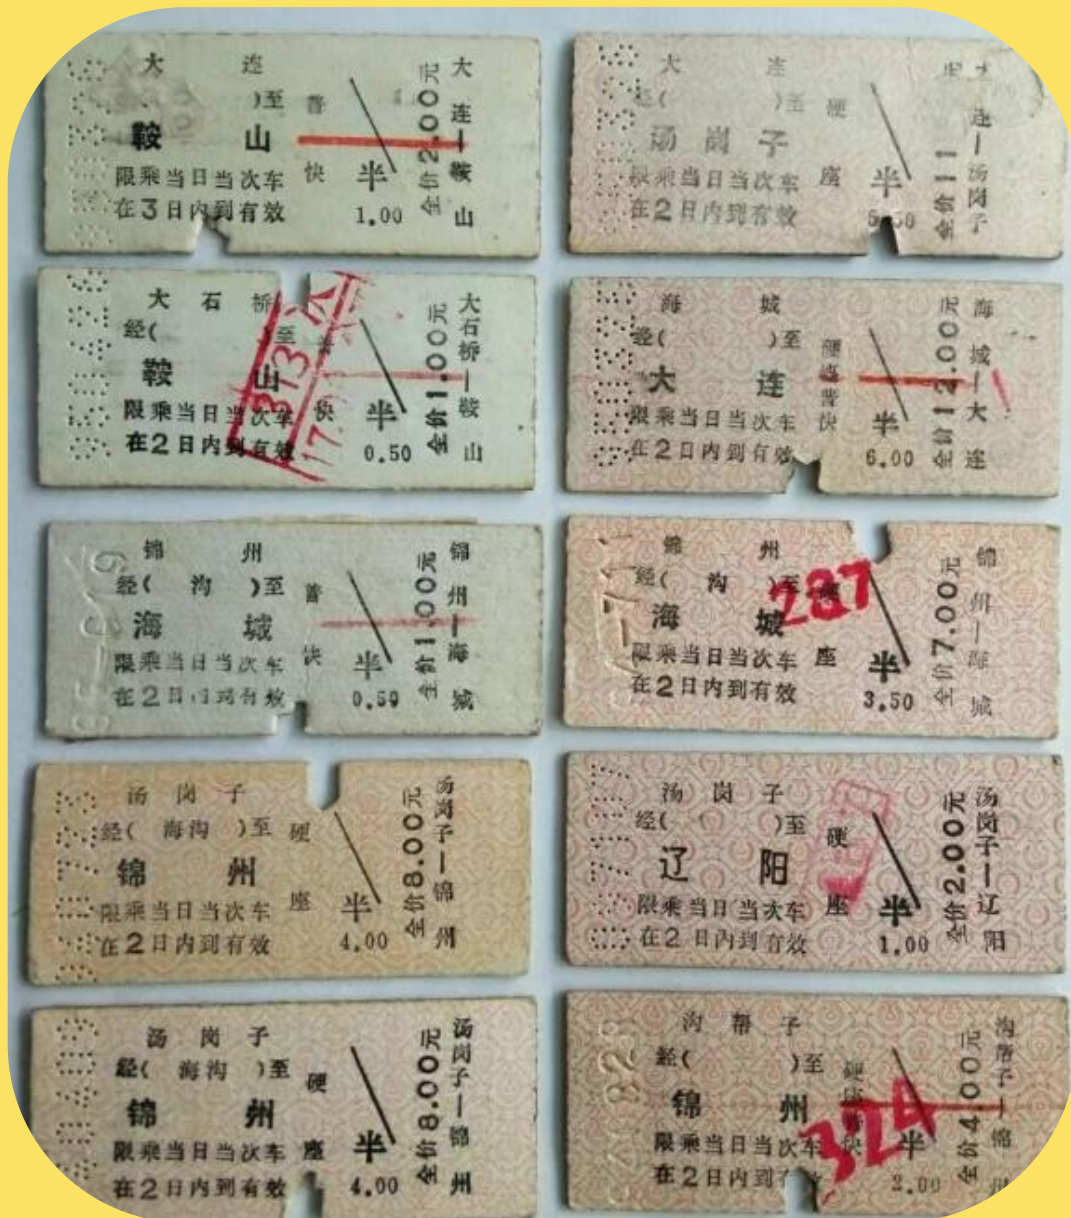 大 连
)至
鞍 山
限乘当日当次车
在3日内到有效
普快
半
1.00
全价2.00元
大连—鞍山
大 连
经( )至
汤岗子
限乘当日当次车
在2日内到有效
硬座
半
全价11
连—汤岗子
大石桥
经( )至
鞍 山
限乘当日当次车
在2日内到有效
快
半
0.50
全价1.00元
大石桥—鞍山
373
17.
海 城
经( )至
大 连
限乘当日当次车
在2日内到有效
硬座普快
半
6.00
全价12.00元
海城—大连
锦 州
经( 沟 )至
海 城
限乘当日当次车
在2日内到有效
普快
半
0.50
全价1.00元
锦州—海城
锦 州
经( 沟 )至
海 城
限乘当日当次车
在2日内到有效
座
半
3.50
全价7.00元
锦州—海城
287
汤岗子
经( 海沟 )至
锦 州
限乘当日当次车
在2日内到有效
硬座
半
4.00
全价8.00元
汤岗子—锦州
汤岗子
经( )至
辽 阳
限乘当日当次车
在2日内到有效
硬座
半
1.00
全价2.00元
汤岗子—辽阳
汤岗子
经( 海沟 )至
锦 州
限乘当日当次车
在2日内到有效
硬座
半
4.00
全价8.00元
汤岗子—锦州
沟帮子
经( )至
锦 州
限乘当日当次车
在2日内
硬 快
半
2.00
全价4.00元
沟帮子—锦州
324